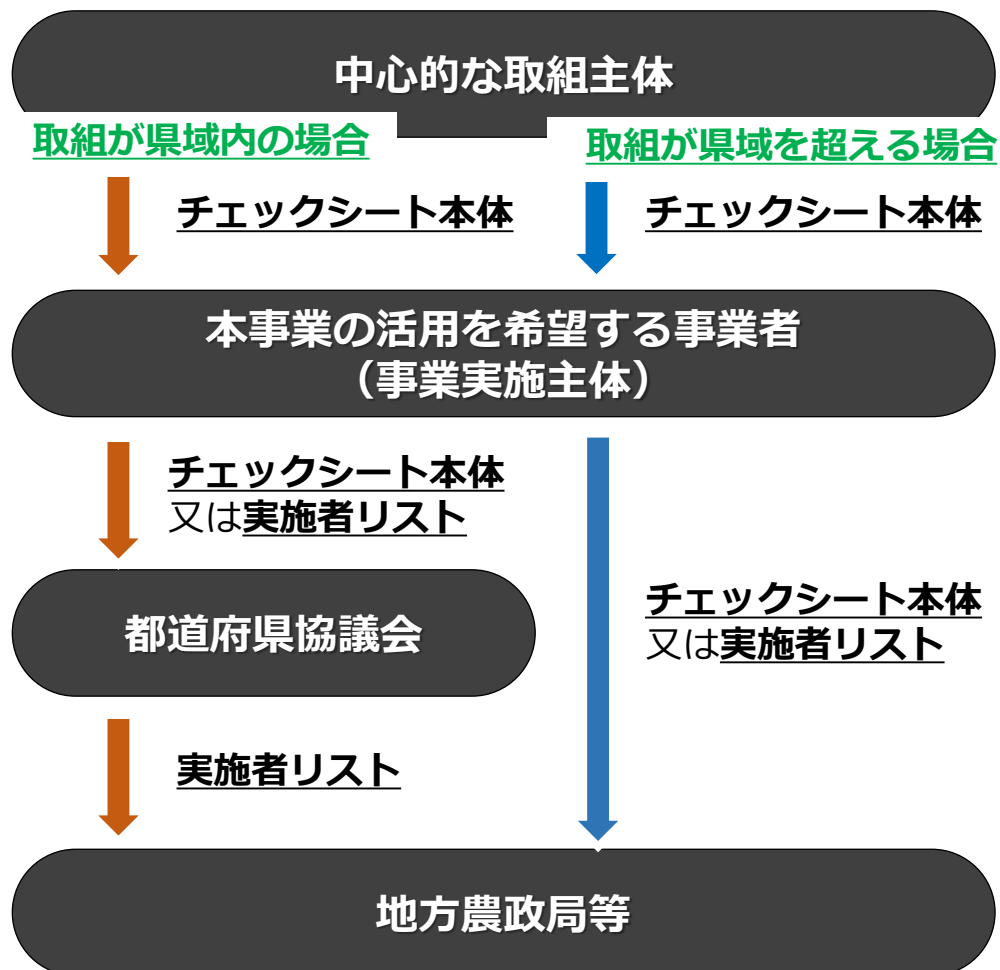 中心的な取組主体
取組が県域内の場合
取組が県域を超える場合
チェックシート本体
チェックシート本体
本事業の活用を希望する事業者
（事業実施主体）
チェックシート本体
又は実施者リスト
都道府県協議会
チェックシート本体
又は実施者リスト
実施者リスト
地方農政局等